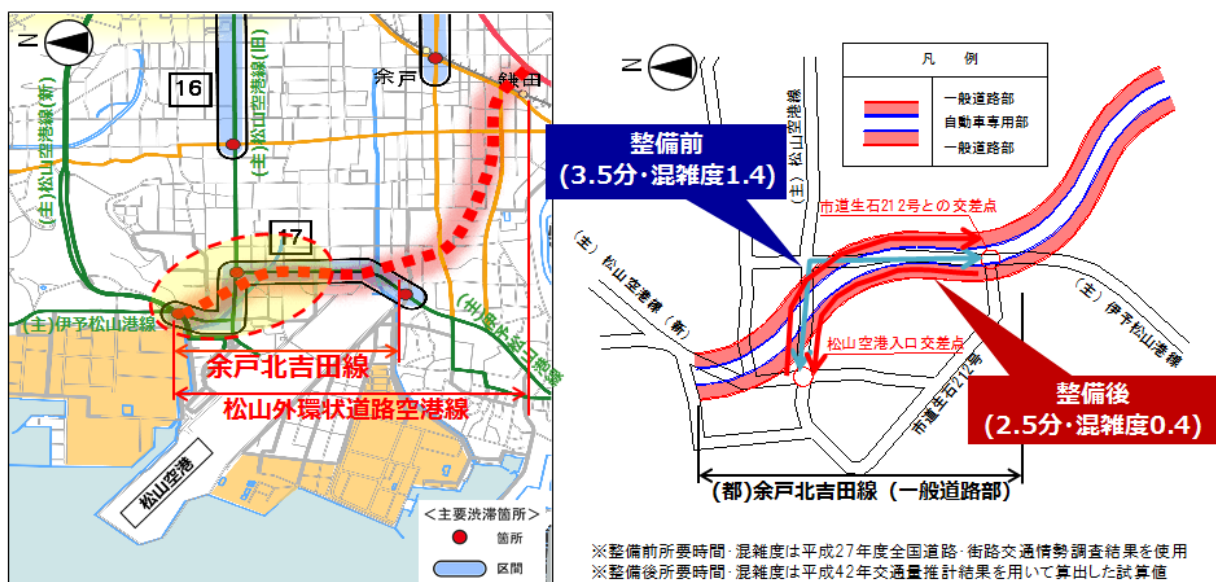 N
(主)松山空港線(新)
16
(主)松山空港線(旧)
余戸
鎌田
17
(主)伊予松山港線
(主)伊予松山港線
余戸北吉田線
松山外環状道路空港線
松山空港
＜主要渋滞箇所＞
箇所
区間
N
凡 例
一般道路部
自動車専用部
一般道路部
(主)松山空港線
整備前
(3.5分･混雑度1.4)
市道生石212号との交差点
(主)松山空港線(新)
(主)伊予松山港線
松山空港入口交差点
市道生石212号
整備後
(2.5分･混雑度0.4)
(都)余戸北吉田線（一般道路部）
※整備前所要時間･混雑度は平成27年度全国道路･街路交通情勢調査結果を使用
※整備後所要時間･混雑度は平成42年交通量推計結果を用いて算出した試算値